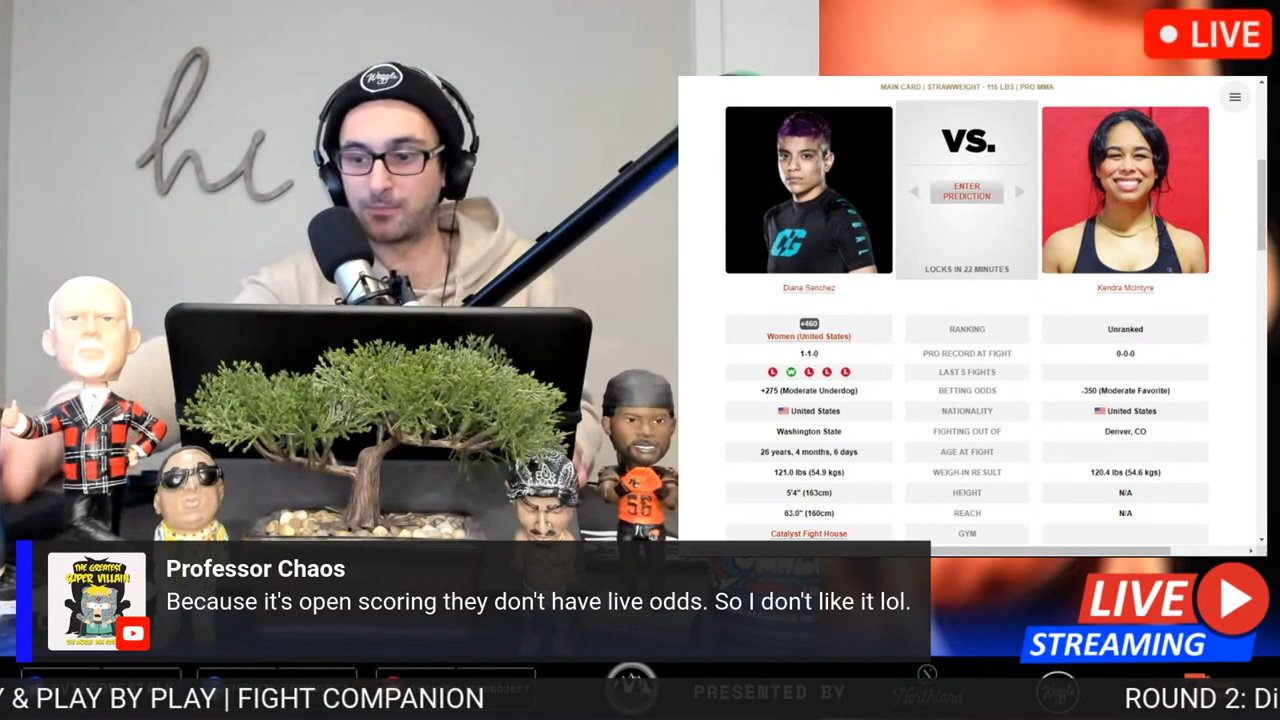 hi
Waggle
LIVE
MAIN CARD | STRAWWEIGHT · 115 LBS | PRO MMA
VS.
ENTER
PREDICTION
LOCKS IN 22 MINUTES
Diana Sanchez
Kendra McIntyre
+460
Women (United States)
RANKING
Unranked
1-1-0
PRO RECORD AT FIGHT
0-0-0
L W L L L
LAST 5 FIGHTS
+275 (Moderate Underdog)
BETTING ODDS
-350 (Moderate Favorite)
United States
NATIONALITY
United States
Washington State
FIGHTING OUT OF
Denver, CO
26 years, 4 months, 6 days
AGE AT FIGHT
121.0 lbs (54.9 kgs)
WEIGH-IN RESULT
120.4 lbs (54.6 kgs)
5'4" (163cm)
HEIGHT
N/A
63.0" (160cm)
REACH
N/A
Catalyst Fight House
GYM
56
THE GREATEST
SUPER VILLAIN
Professor Chaos
Because it's open scoring they don't have live odds. So I don't like it lol.
LIVE
STREAMING
PRESENTED BY
Northland
Waggle
Y & PLAY BY PLAY | FIGHT COMPANION
ROUND 2: Di